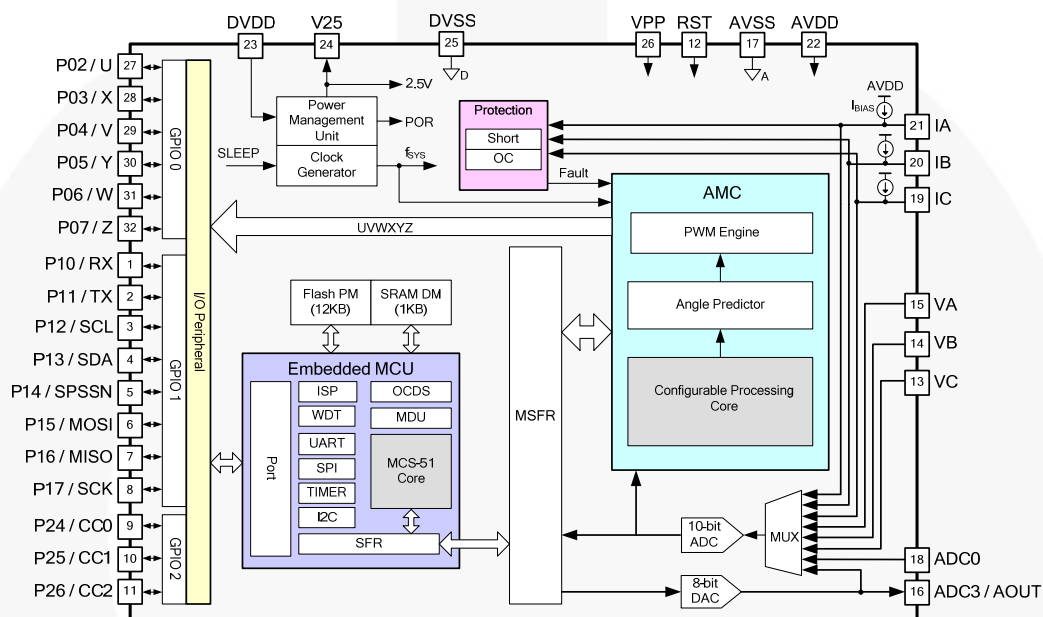 DVDD
V25
DVSS
VPP
RST
AVSS
AVDD
23
24
25
26
12
17
22
D
A
P02 / U
27
P03 / X
28
P04 / V
29
P05 / Y
30
P06 / W
31
P07 / Z
32
P10 / RX
1
P11 / TX
2
P12 / SCL
3
P13 / SDA
4
P14 / SPSSN
5
P15 / MOSI
6
P16 / MISO
7
P17 / SCK
8
P24 / CC0
9
P25 / CC1
10
P26 / CC2
11
GPIO 0
GPIO 1
GPIO 2
I/O Peripheral
2.5V
Power
Management
Unit
POR
SLEEP
Clock
Generator
fSYS
Protection
Short
OC
Fault
AVDD
IBIAS
21
IA
20
IB
19
IC
UVWXYZ
AMC
PWM Engine
Angle Predictor
Configurable Processing
Core
15
VA
14
VB
13
VC
Flash PM
(12KB)
SRAM DM
(1KB)
Embedded MCU
Port
ISP
WDT
UART
SPI
TIMER
I2C
OCDS
MDU
MCS-51
Core
SFR
MSFR
10-bit
ADC
MUX
8-bit
DAC
18
ADC0
16
ADC3 / AOUT